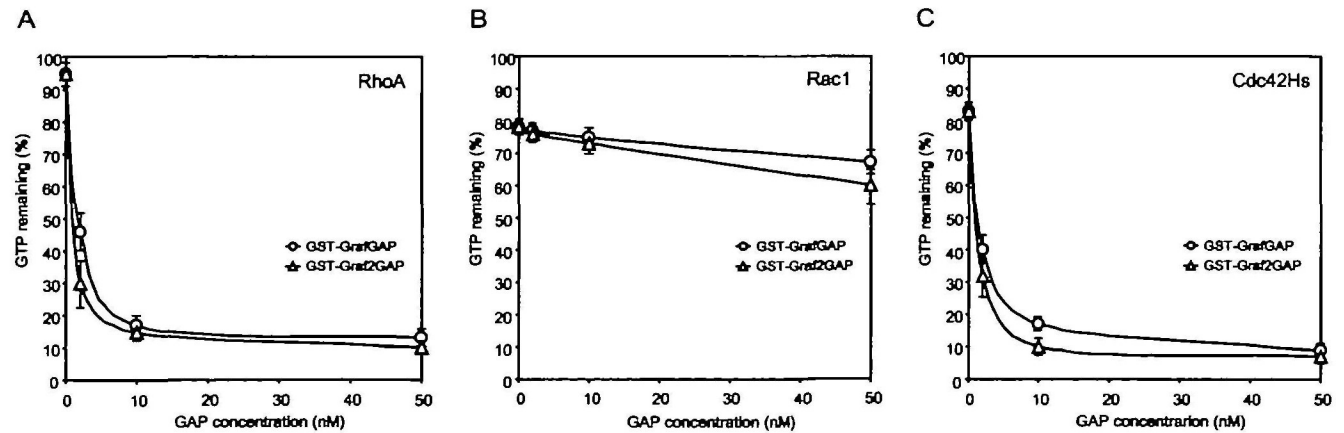 A
B
C
RhoA
Rac1
Cdc42Hs
GTP remaining (%)
100
90
80
70
60
50
40
30
20
10
0
GST-GrafGAP
GST-Graf2GAP
0 10 20 30 40 50
GAP concentration (nM)
GTP remaining (%)
100
90
80
70
60
50
40
30
20
10
0
GST-GrafGAP
GST-Graf2GAP
0 10 20 30 40 50
GAP concentration (nM)
GTP remaining (%)
100
90
80
70
60
50
40
30
20
10
0
GST-GrafGAP
GST-Graf2GAP
0 10 20 30 40 50
GAP concentrarion (nM)